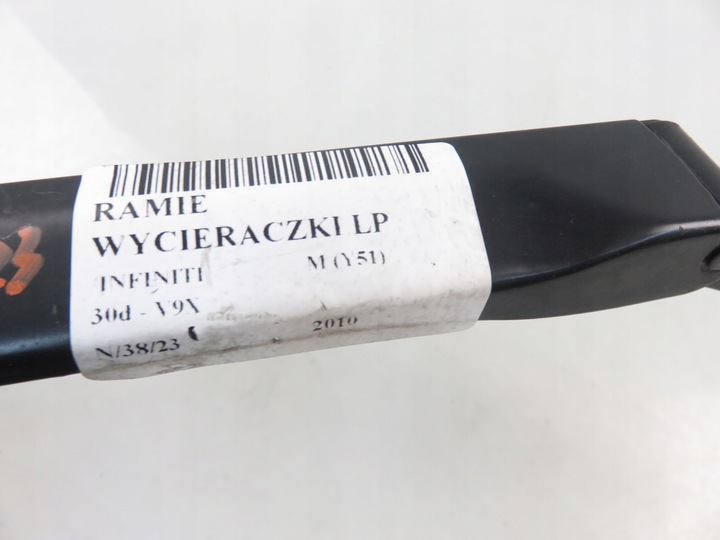 RAMIE
WYCIERACZKI LP
INFINITI M (Y51)
30d - V9X 2010
N/38/23